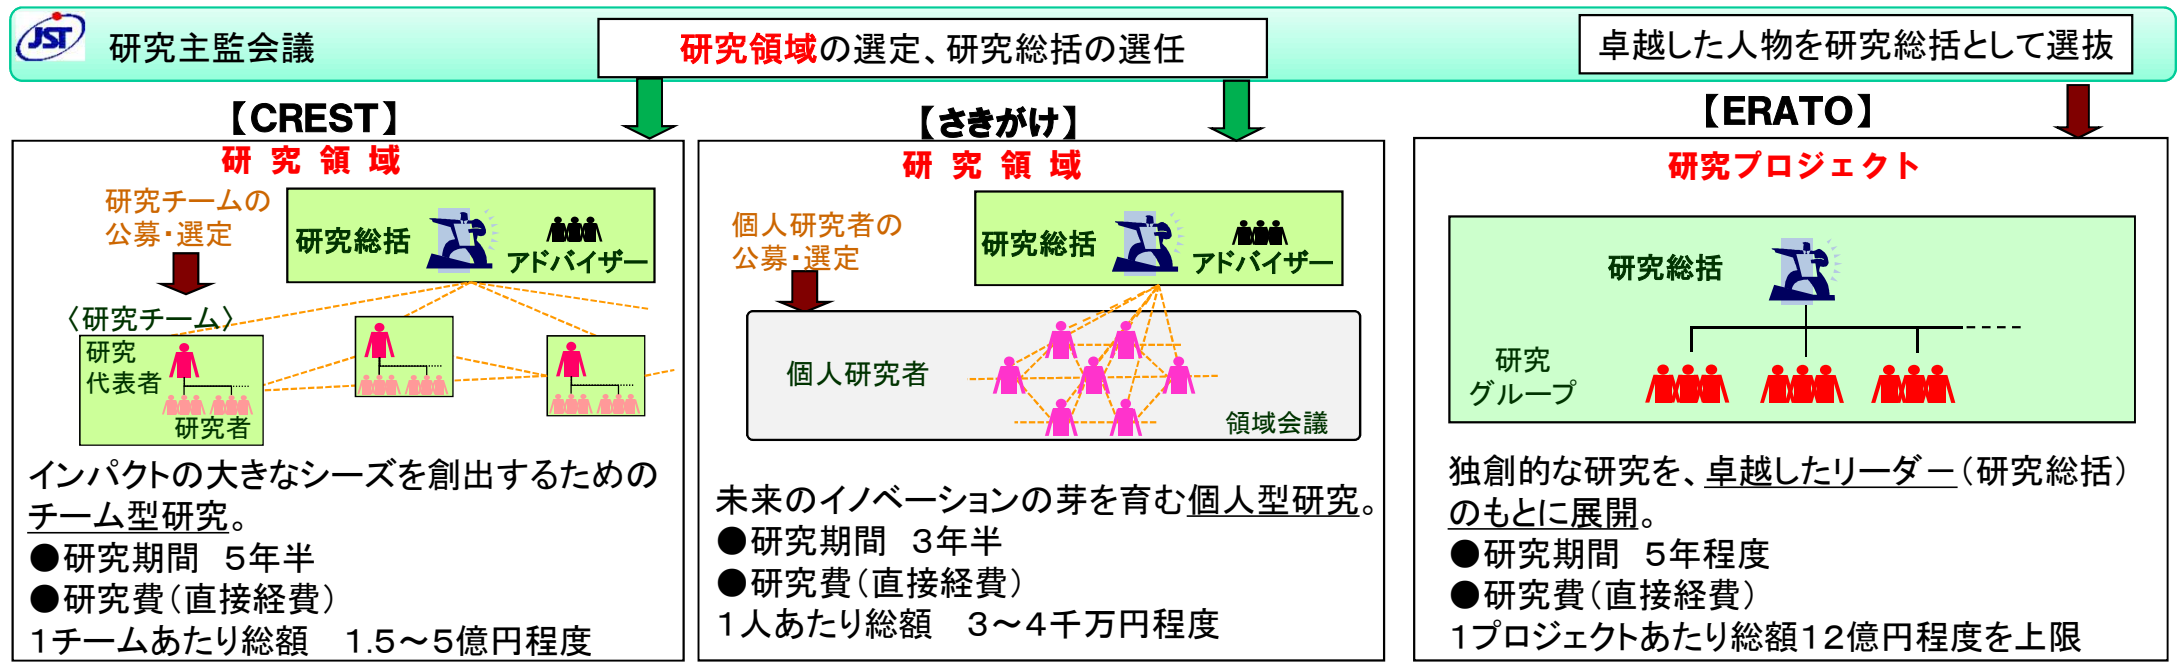 JST
研究主監会議
研究領域の選定、研究総括の選任
卓越した人物を研究総括として選抜
【CREST】
研究領域
研究チームの
公募・選定
研究総括
アドバイザー
〈研究チーム〉
研究
代表者
研究者
インパクトの大きなシーズを創出するための
チーム型研究。
●研究期間　5年半
●研究費（直接経費）
1チームあたり総額　1.5～5億円程度
【さきがけ】
研究領域
個人研究者の
公募・選定
研究総括
アドバイザー
個人研究者
領域会議
未来のイノベーションの芽を育む個人型研究。
●研究期間　3年半
●研究費（直接経費）
1人あたり総額　3～4千万円程度
【ERATO】
研究プロジェクト
研究総括
研究
グループ
独創的な研究を、卓越したリーダー（研究総括）
のもとに展開。
●研究期間　5年程度
●研究費（直接経費）
1プロジェクトあたり総額12億円程度を上限